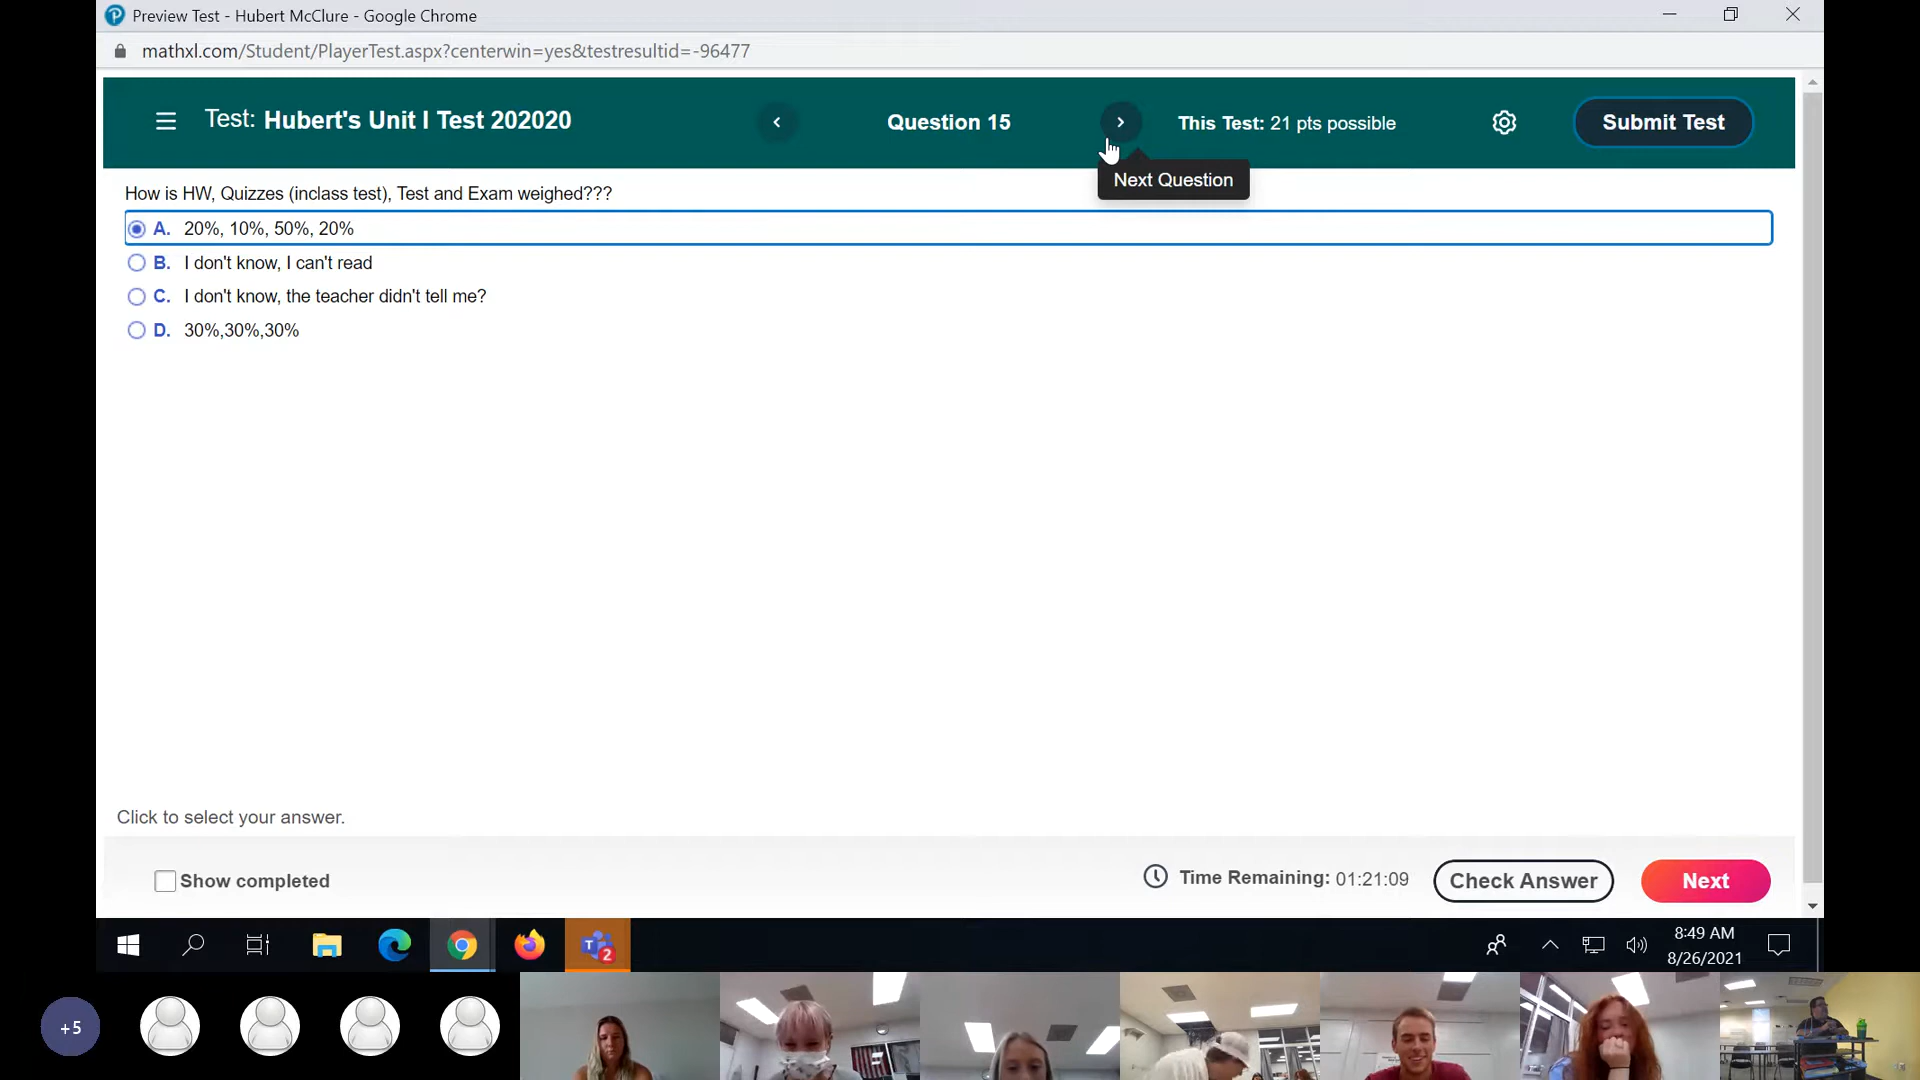 Preview Test - Hubert McClure - Google Chrome
mathxl.com/Student/PlayerTest.aspx?centerwin=yes&testresultid=-96477
Test: Hubert's Unit I Test 202020
Question 15
This Test: 21 pts possible
Submit Test
Next Question
How is HW, Quizzes (inclass test), Test and Exam weighed???
A. 20%, 10%, 50%, 20%
B. I don't know, I can't read
C. I don't know, the teacher didn't tell me?
D. 30%,30%,30%
Click to select your answer.
Show completed
Time Remaining: 01:21:09
Check Answer
Next
T
2
8:49 AM
8/26/2021
+5